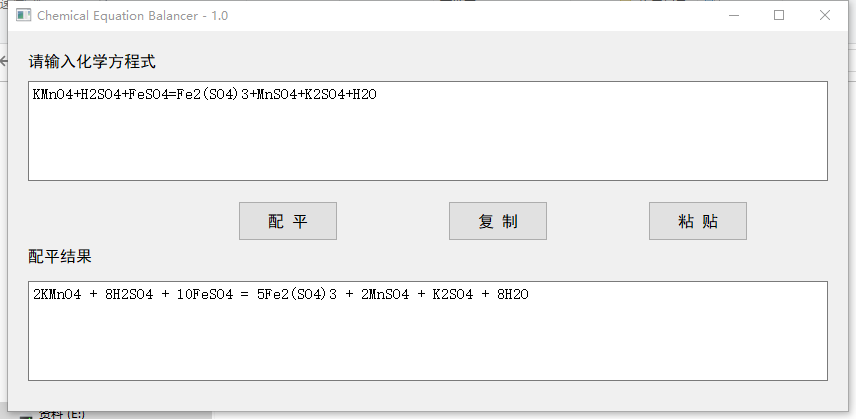 Chemical Equation Balancer - 1.0
请输入化学方程式
KMnO4+H2SO4+FeSO4=Fe2(SO4)3+MnSO4+K2SO4+H2O
配 平 复 制 粘 贴
配平结果
2KMnO4 + 8H2SO4 + 10FeSO4 = 5Fe2(SO4)3 + 2MnSO4 + K2SO4 + 8H2O
资料 (E:)